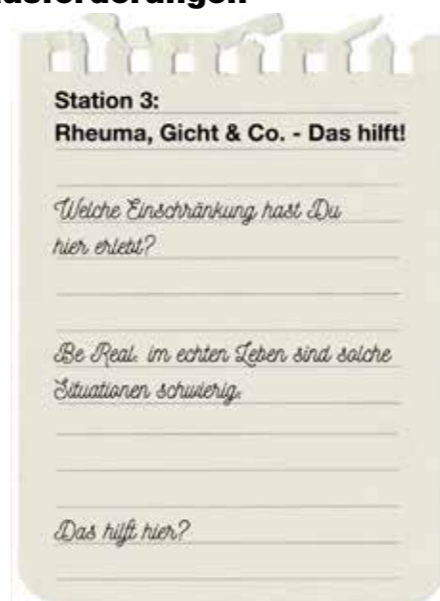 Station 3:
Rheuma, Gicht & Co. - Das hilft!
Welche Einschränkung hast Du
hier erlebt?
Be Real: im echten Leben sind solche
Situationen schwierig:
Das hilft hier?